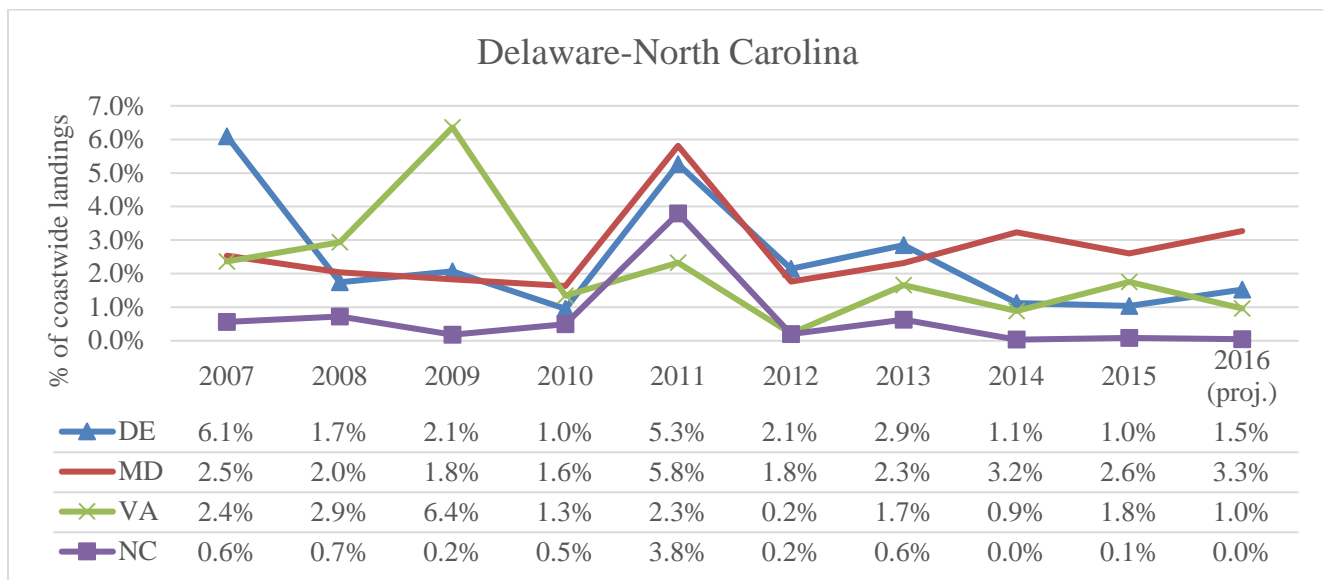 Delaware-North Carolina
% of coastwide landings
7.0%
6.0%
5.0%
4.0%
3.0%
2.0%
1.0%
0.0%
2007 2008 2009 2010 2011 2012 2013 2014 2015 2016 (proj.)
DE 6.1% 1.7% 2.1% 1.0% 5.3% 2.1% 2.9% 1.1% 1.0% 1.5%
MD 2.5% 2.0% 1.8% 1.6% 5.8% 1.8% 2.3% 3.2% 2.6% 3.3%
VA 2.4% 2.9% 6.4% 1.3% 2.3% 0.2% 1.7% 0.9% 1.8% 1.0%
NC 0.6% 0.7% 0.2% 0.5% 3.8% 0.2% 0.6% 0.0% 0.1% 0.0%